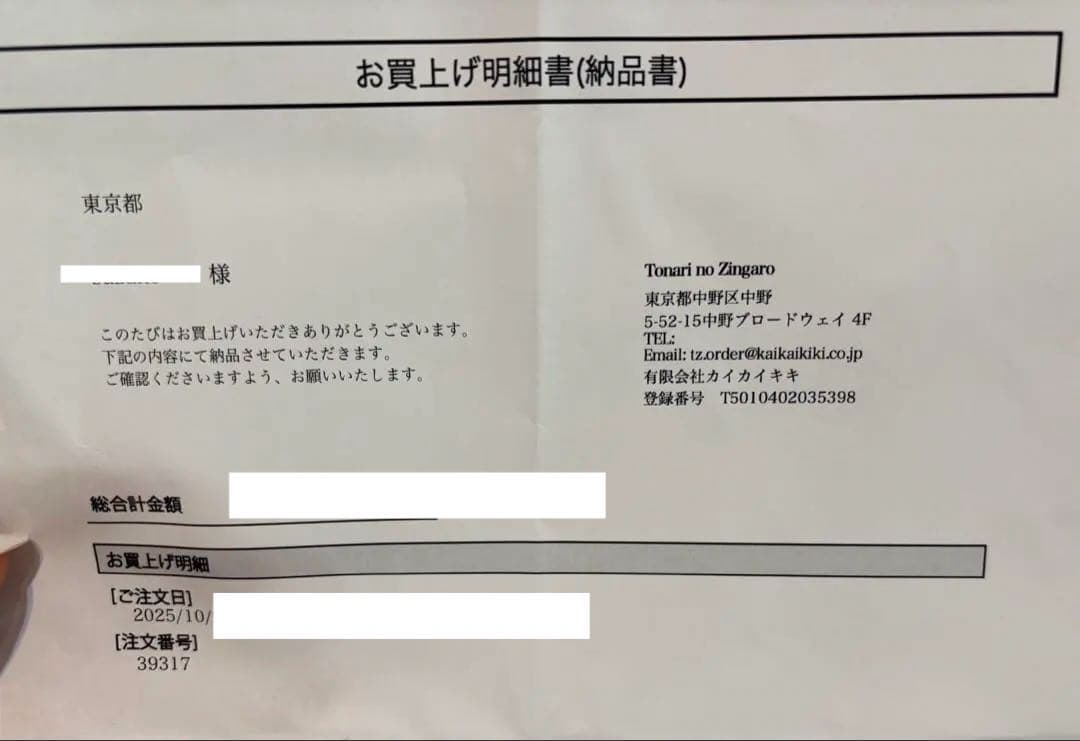 お買上げ明細書(納品書)
東京都
様
このたびはお買上げいただきありがとうございます。
下記の内容にて納品させていただきます。
ご確認くださいますよう、お願いいたします。
Tonari no Zingaro
東京都中野区中野
5-52-15中野ブロードウェイ 4F
TEL:
Email: tz.order@kaikaikiki.co.jp
有限会社カイカイキキ
登録番号 T5010402035398
総合計金額
お買上げ明細
[ご注文日]
2025/10/
[注文番号]
39317